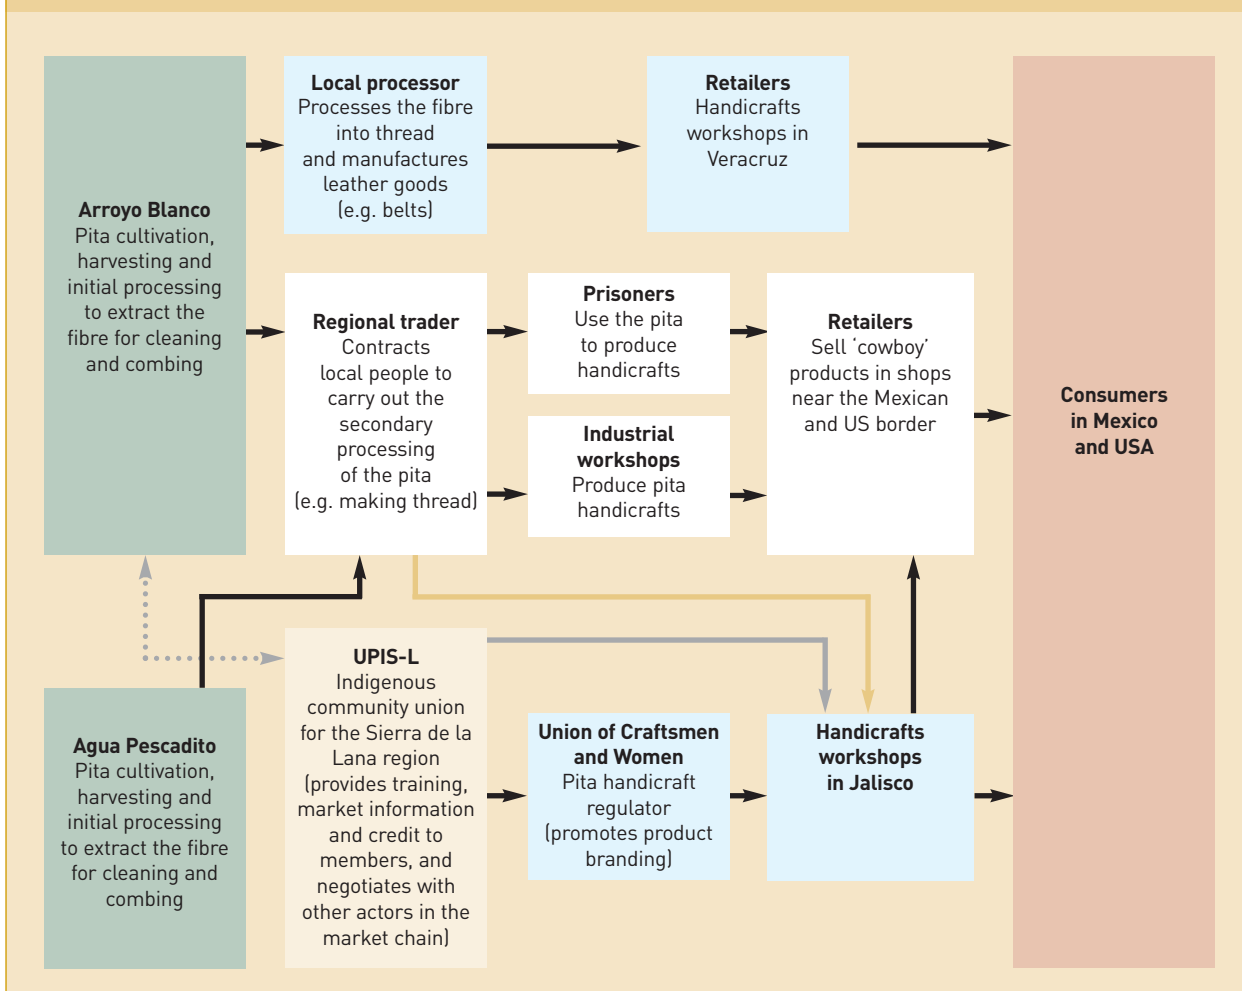 Arroyo Blanco
Pita cultivation,
harvesting and
initial processing
to extract the
fibre for cleaning
and combing
Local processor
Processes the fibre
into thread
and manufactures
leather goods
(e.g. belts)
Retailers
Handicrafts
workshops in
Veracruz
Regional trader
Contracts
local people to
carry out the
secondary
processing
of the pita
(e.g. making thread)
Prisoners
Use the pita
to produce
handicrafts
Industrial
workshops
Produce pita
handicrafts
Retailers
Sell ‘cowboy’
products in shops
near the Mexican
and US border
Consumers
in Mexico
and USA
Agua Pescadito
Pita cultivation,
harvesting and
initial processing
to extract the fibre
for cleaning and
combing
UPIS-L
Indigenous
community union
for the Sierra de la
Lana region
(provides training,
market information
and credit to
members, and
negotiates with
other actors in the
market chain)
Union of Craftsmen
and Women
Pita handicraft
regulator
(promotes product
branding)
Handicrafts
workshops
in Jalisco